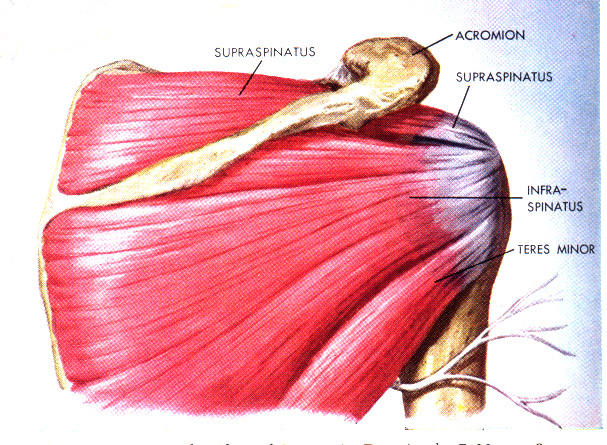 ACROMION
SUPRASPINATUS
SUPRASPINATUS
INFRA-
SPINATUS
TERES MINOR